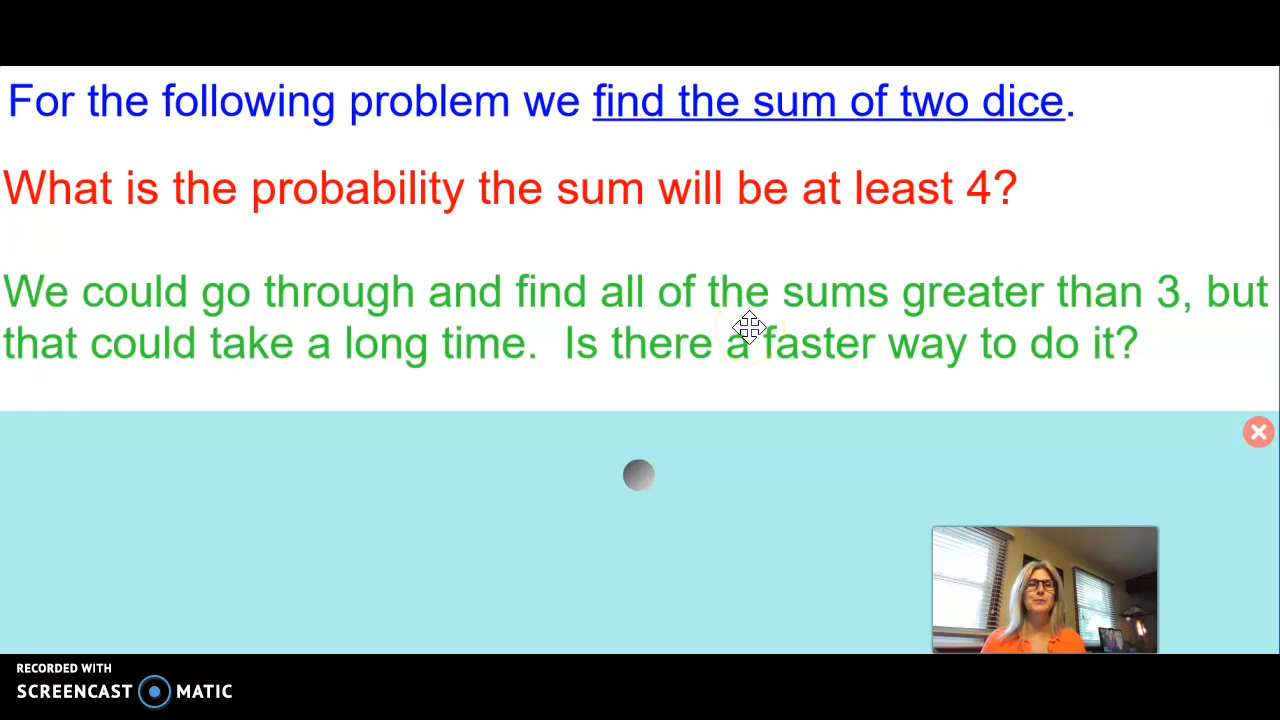 For the following problem we find the sum of two dice.
What is the probability the sum will be at least 4?
We could go through and find all of the sums greater than 3, but
that could take a long time. Is there a faster way to do it?
RECORDED WITH
SCREENCAST MATIC